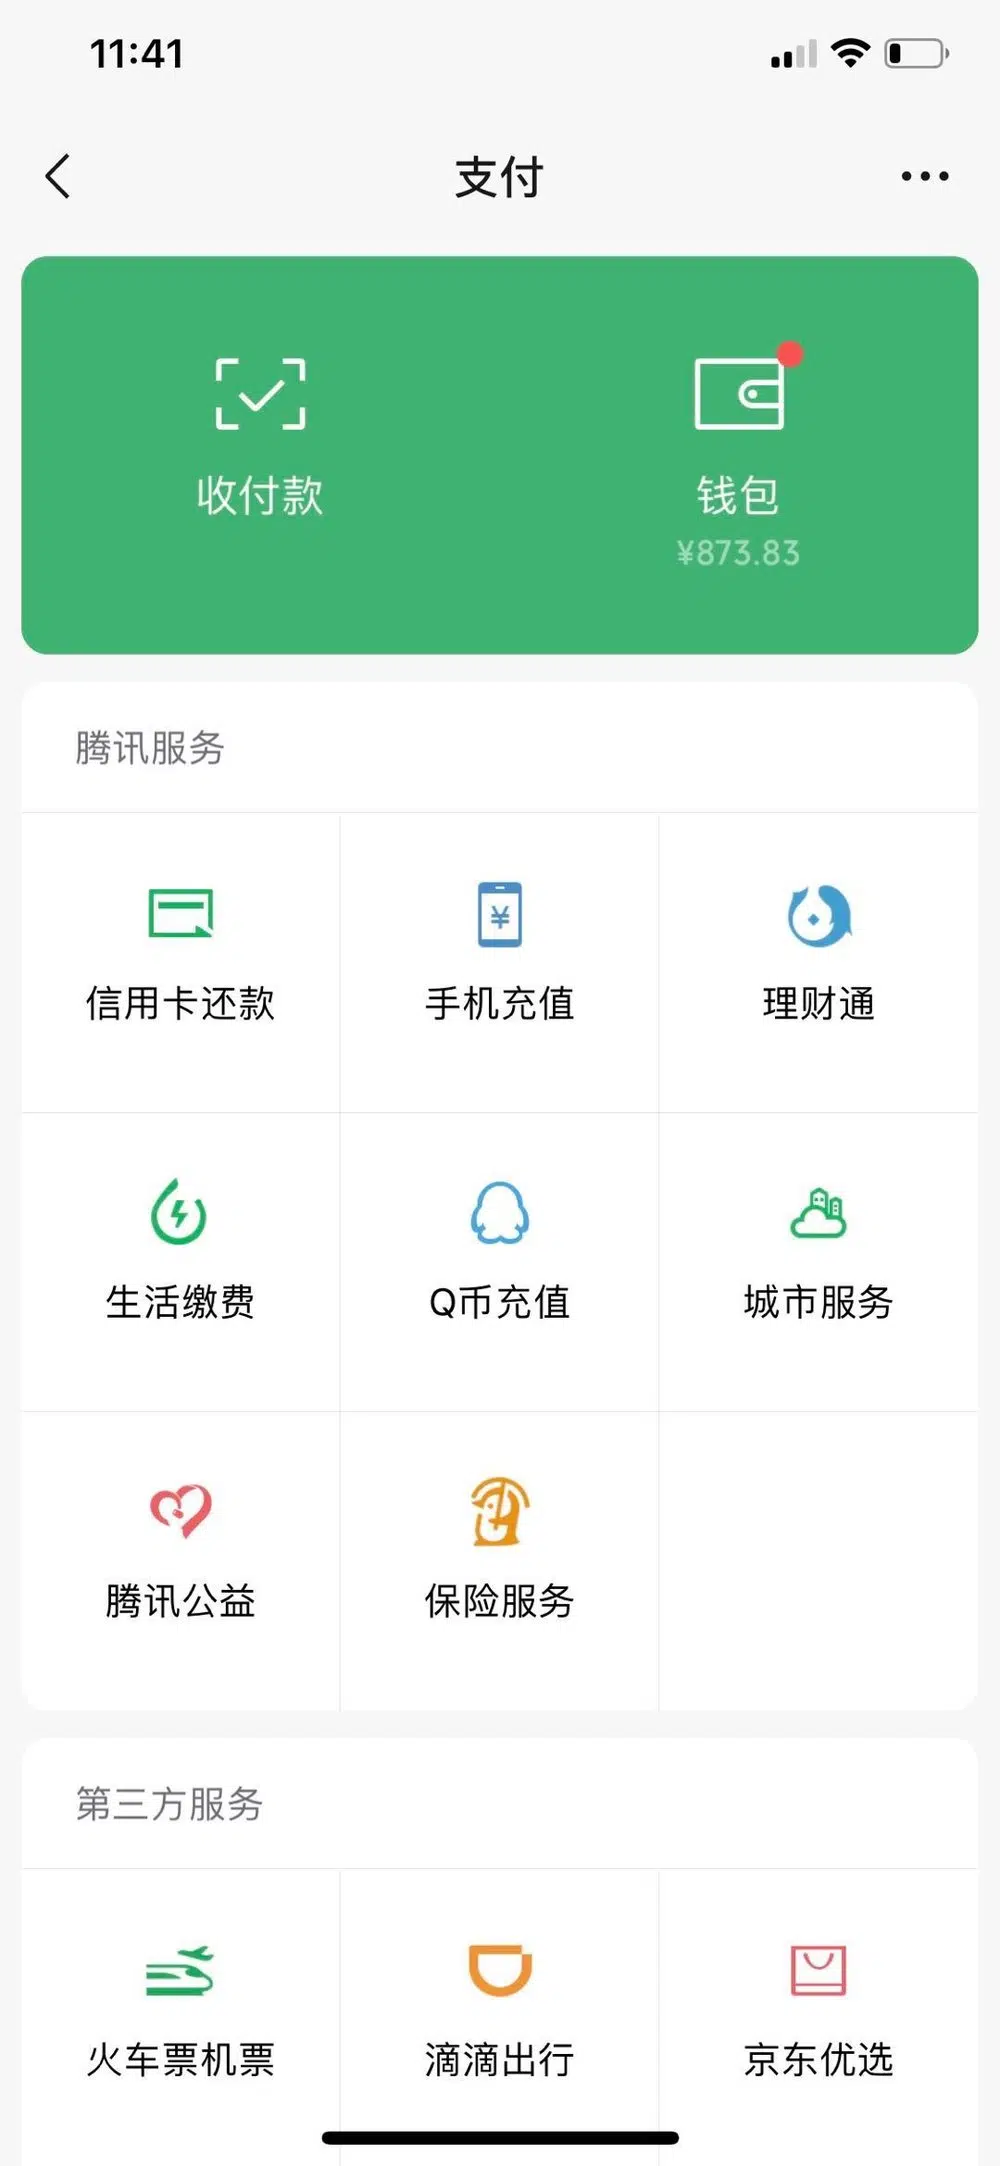 11:41
支付
收付款
钱包
¥873.83
腾讯服务
信用卡还款
手机充值
¥
理财通
生活缴费
Q币充值
城市服务
腾讯公益
保险服务
第三方服务
火车票机票
滴滴出行
京东优选